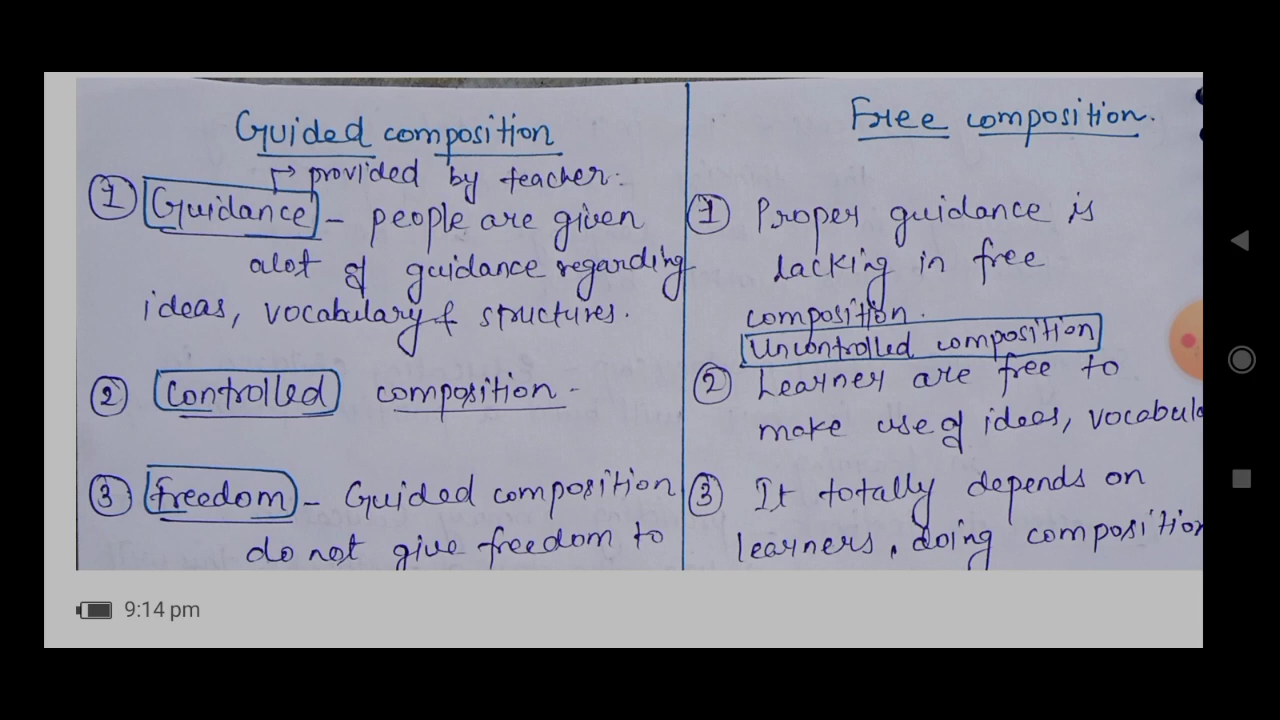 Guided composition
→ provided by teacher.
① Guidance - people are given
alot of guidance regarding
ideas, vocabulary & structures.
② Controlled composition -
③ freedom - Guided composition
do not give freedom to
Free composition.
① Proper guidance is
lacking in free
composition.
Uncontrolled composition
② Learner are free to
make use of ideas, vocabula
③ It totally depends on
learners, doing composition
9:14 pm